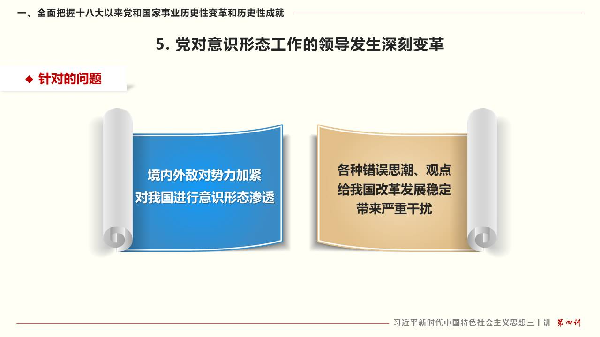 一、全面把握十八大以来党和国家事业历史性变革和历史性成就
5. 党对意识形态工作的领导发生深刻变革
◆ 针对的问题
境内外敌对势力加紧
对我国进行意识形态渗透
各种错误思潮、观点
给我国改革发展稳定
带来严重干扰
习近平新时代中国特色社会主义思想三十讲 第四讲